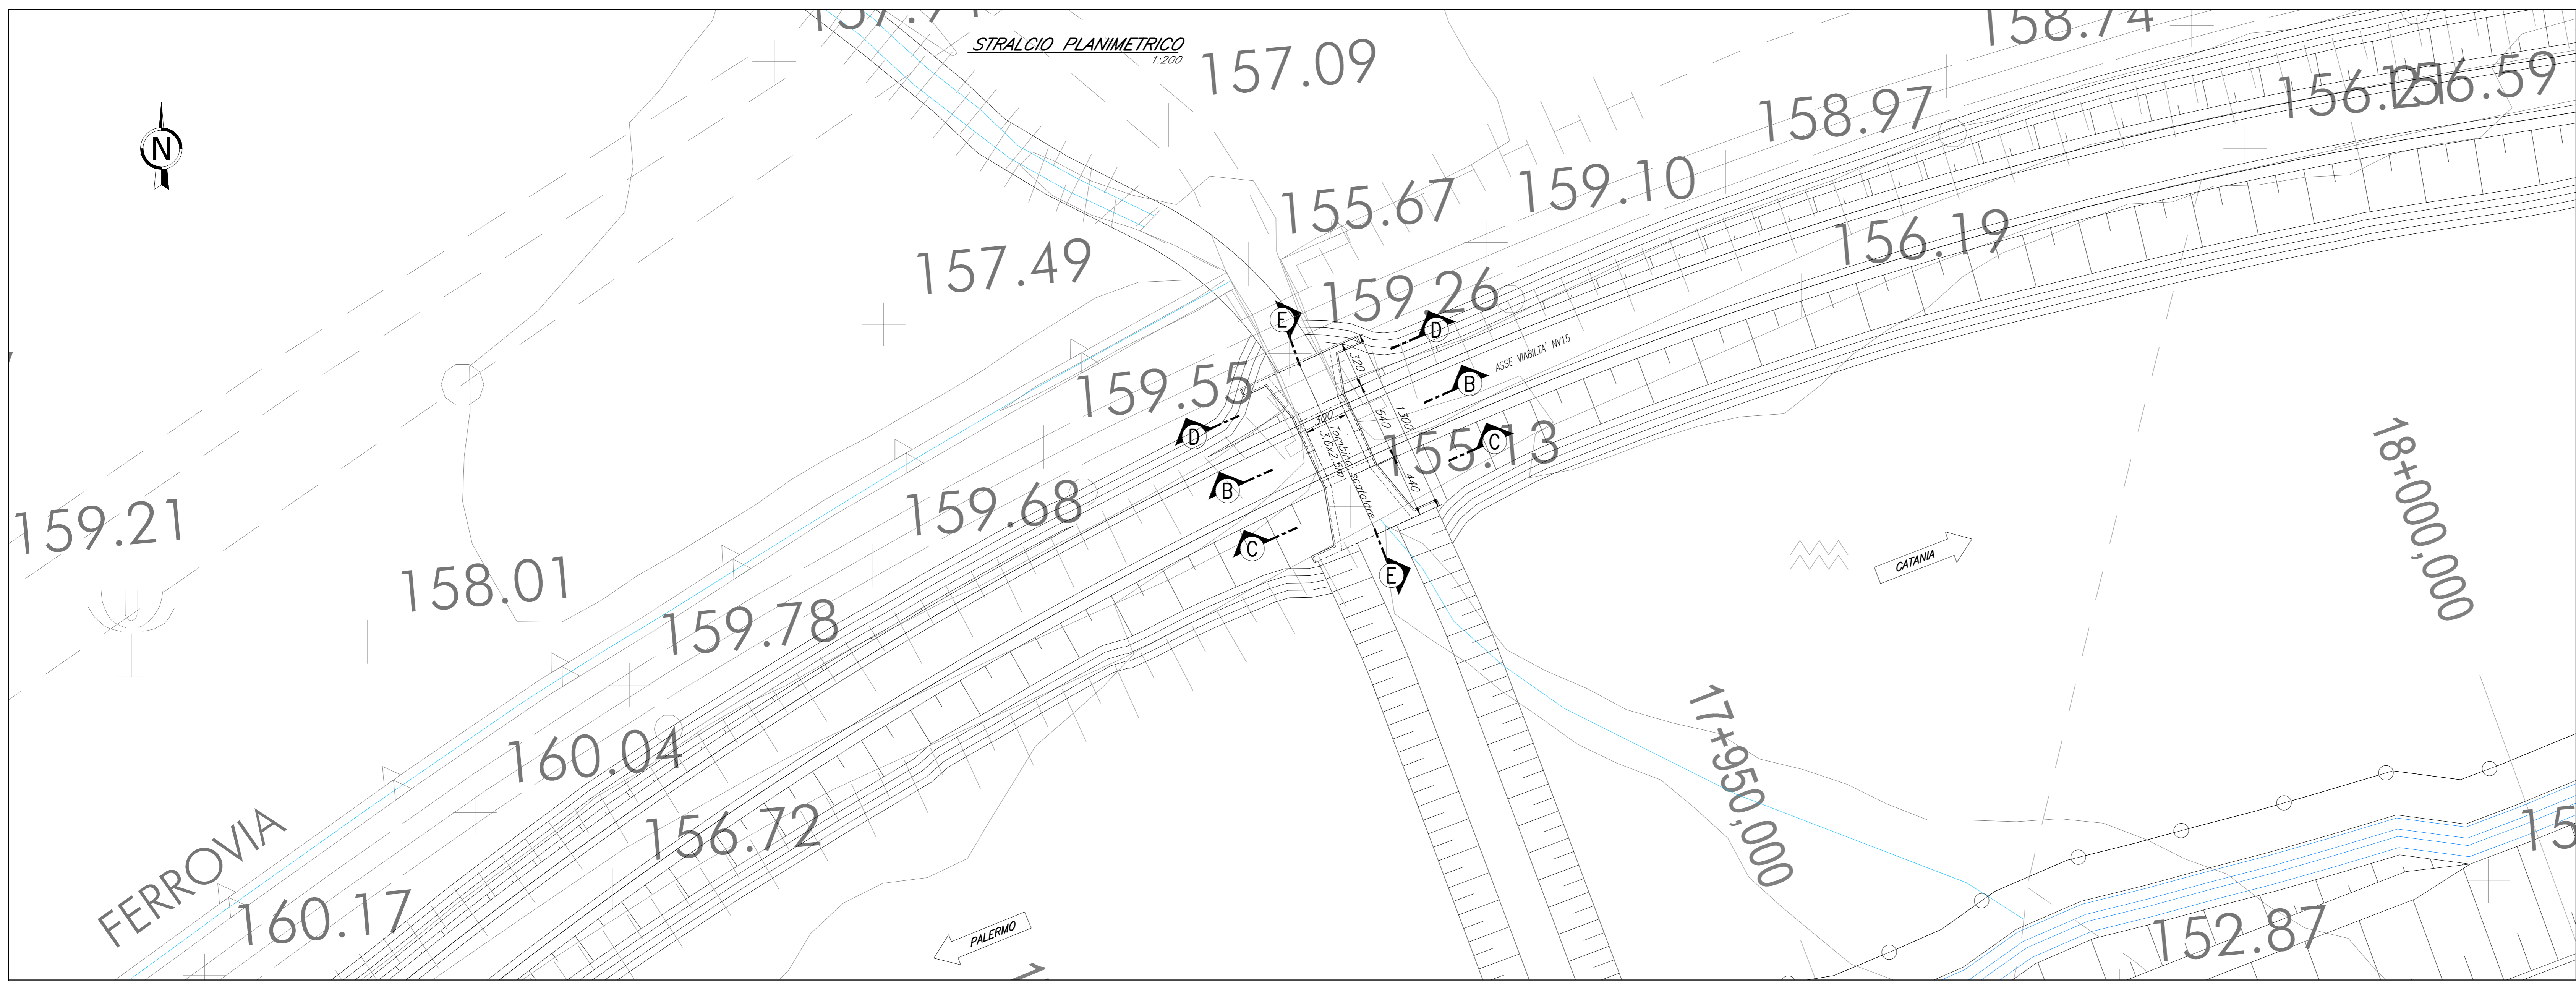 STRALCIO PLANIMETRICO
1:200
N
157.09
158.74
158.97
156.59
155.67
159.10
156.19
157.49
159.26
E
D
ASSE VIABILTA' NV15
B
320
159.55
300
540
1300
D
C
155.13
Tombino scatolare
3.0x2.5m
440
B
159.68
C
E
159.21
158.01
CATANIA
18+000,000
159.78
17+950,000
160.04
156.72
FERROVIA
160.17
PALERMO
152.87
15